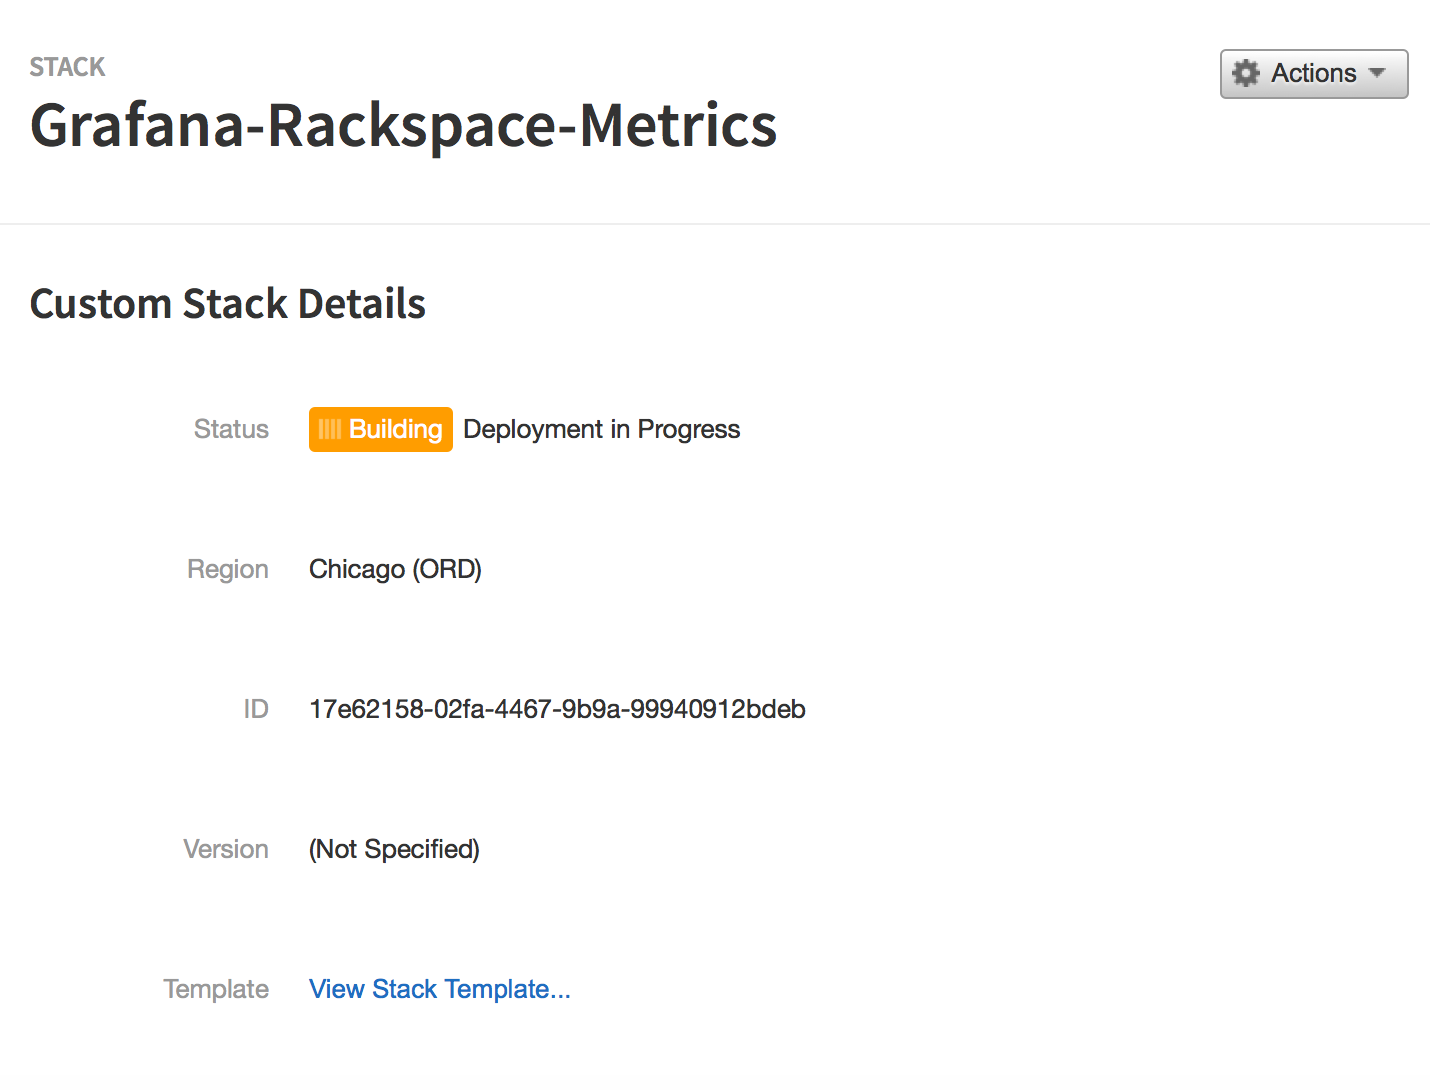 STACK
Actions
Grafana-Rackspace-Metrics
Custom Stack Details
Status Building Deployment in Progress
Region Chicago (ORD)
ID 17e62158-02fa-4467-9b9a-99940912bdeb
Version (Not Specified)
Template View Stack Template...